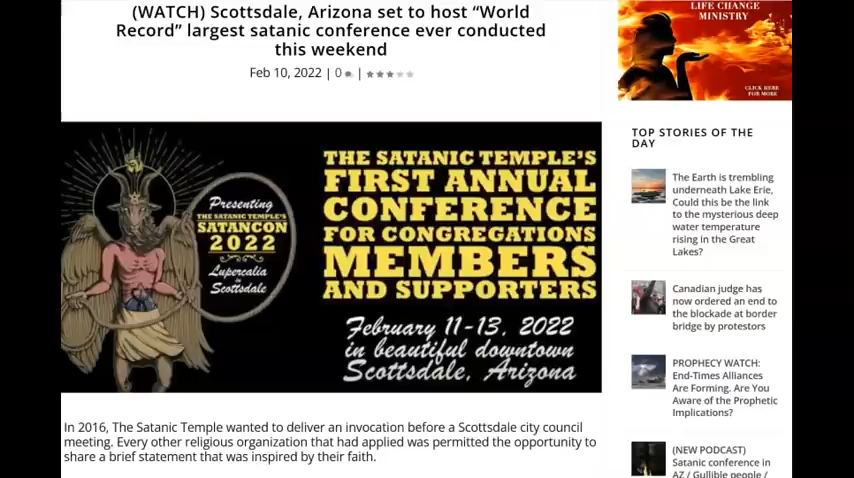 (WATCH) Scottsdale, Arizona set to host “World
Record” largest satanic conference ever conducted
this weekend
Feb 10, 2022 | 0 |
Presenting
THE SATANIC TEMPLE'S
SATANCON
2022
Lupercalia
in
Scottsdale
THE SATANIC TEMPLE'S
FIRST ANNUAL
CONFERENCE
FOR CONGREGATIONS
MEMBERS
AND SUPPORTERS
February 11-13, 2022
in beautiful downtown
Scottsdale, Arizona
In 2016, The Satanic Temple wanted to deliver an invocation before a Scottsdale city council
meeting. Every other religious organization that had applied was permitted the opportunity to
share a brief statement that was inspired by their faith.
LIFE CHANGE
MINISTRY
CLICK HERE
FOR MORE
TOP STORIES OF THE
DAY
The Earth is trembling
underneath Lake Erie,
Could this be the link
to the mysterious deep
water temperature
rising in the Great
Lakes?
Canadian judge has
now ordered an end to
the blockade at border
bridge by protestors
PROPHECY WATCH:
End-Times Alliances
Are Forming. Are You
Aware of the Prophetic
Implications?
(NEW PODCAST)
Satanic conference in
AZ / Gullible people /